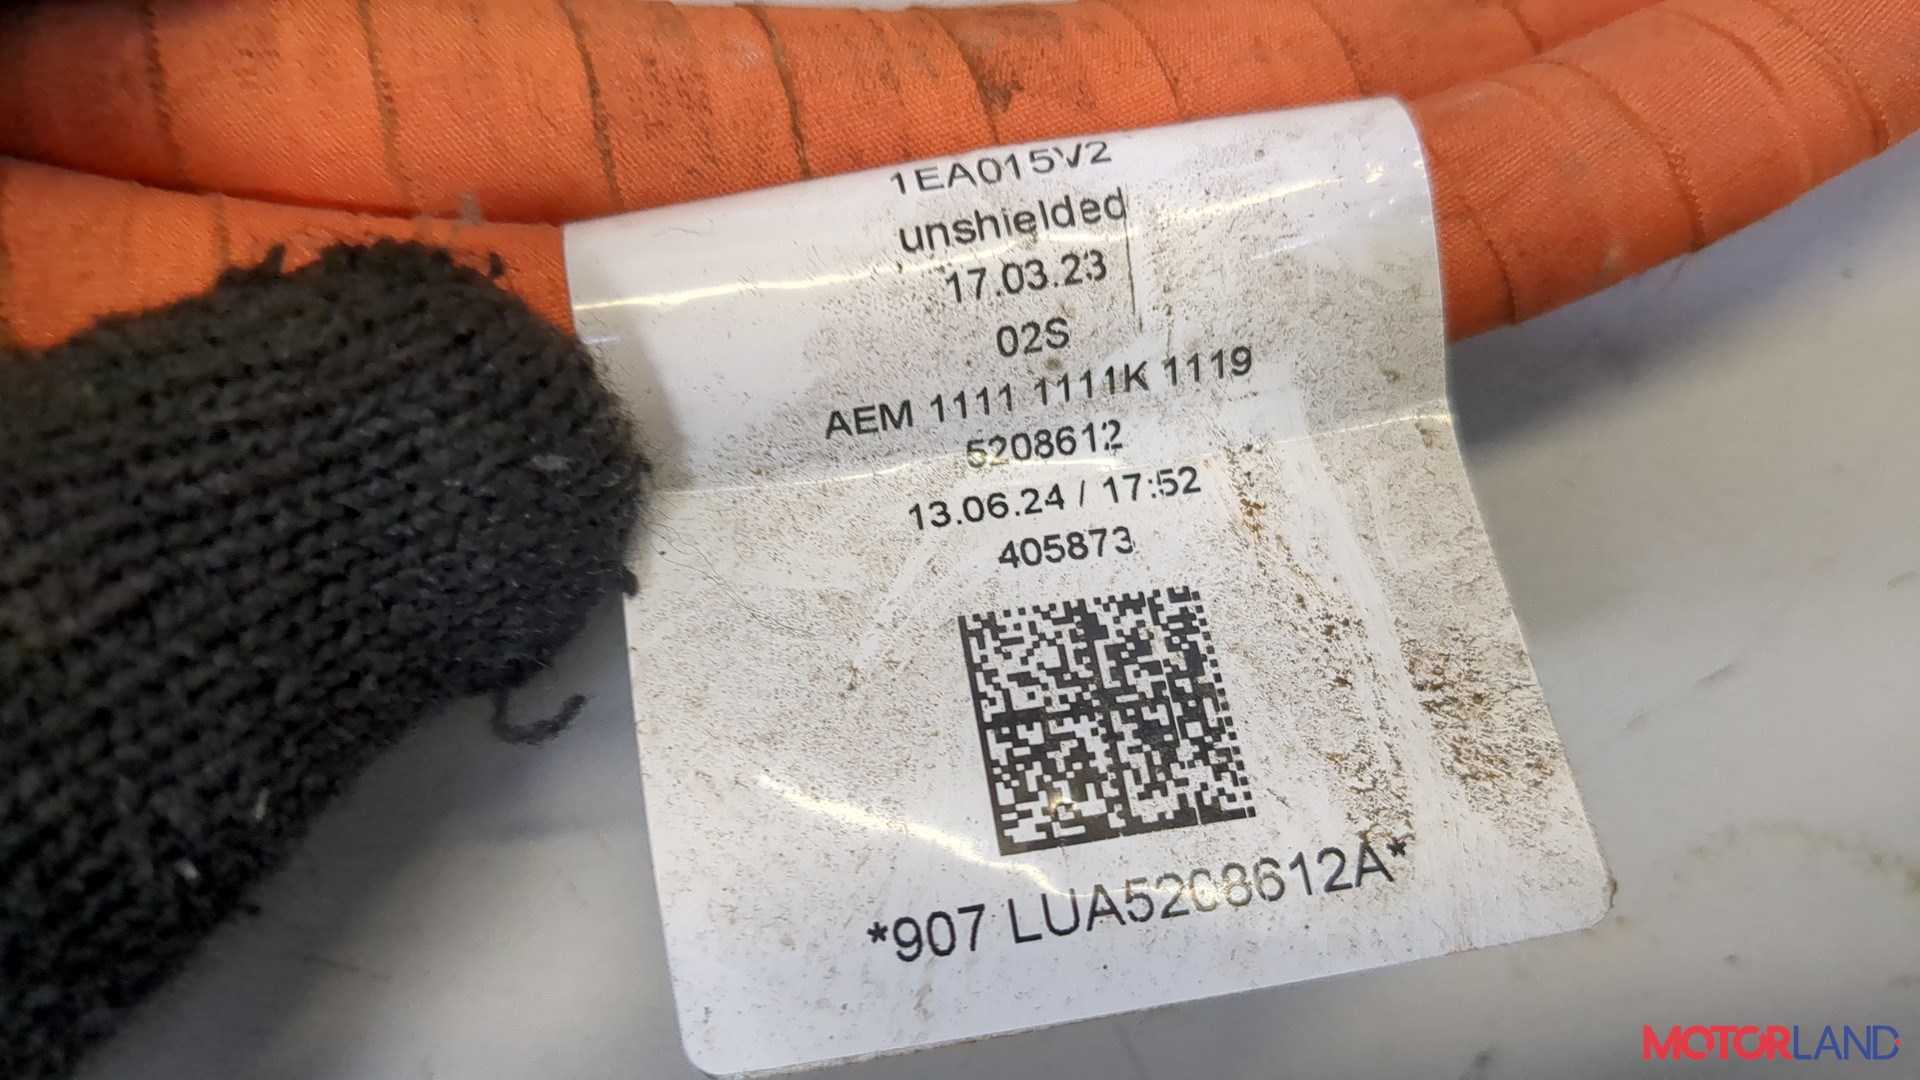 1EA015V2
unshielded
17.03.23
02S
AEM 1111 1111K 1119
5208612
13.06.24 / 17:52
405873
*907 LUA5208612A*
MOTORLAND